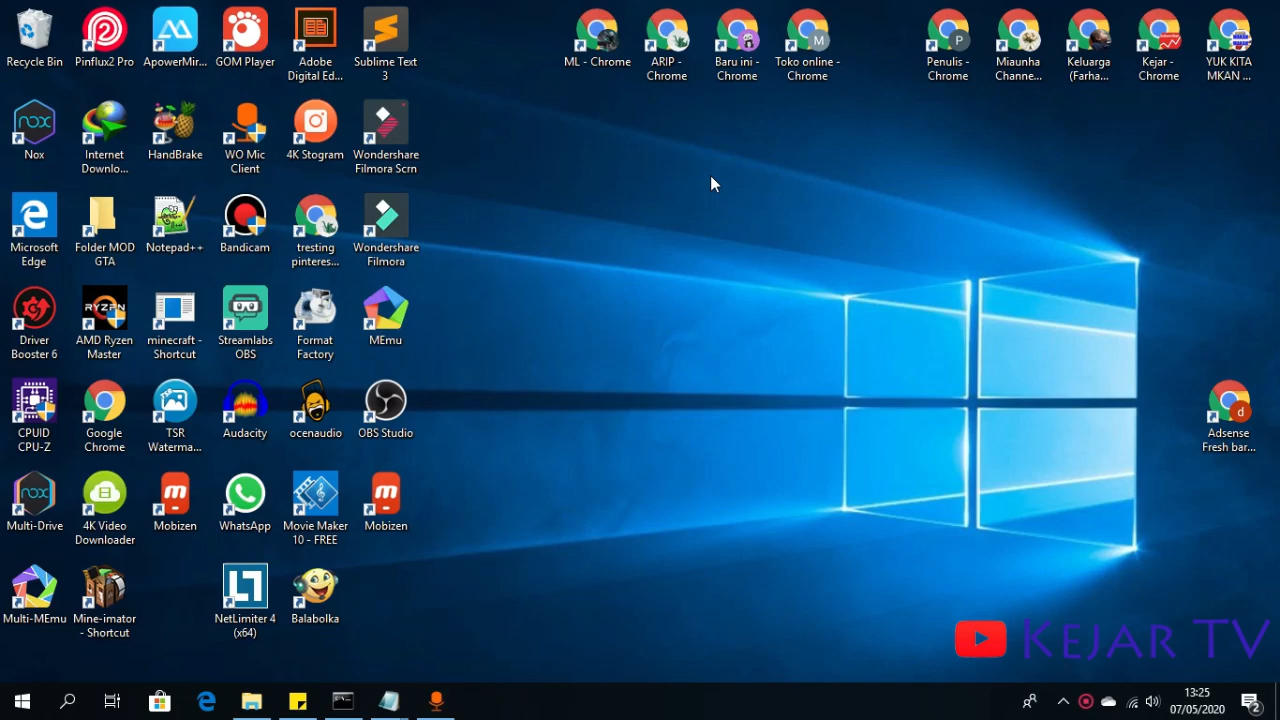 Recycle Bin
Pinflux2 Pro
ApowerMir...
GOM Player
Adobe
Digital Ed...
Sublime Text
3
ML - Chrome
ARIP -
Chrome
Baru ini -
Chrome
Toko online -
Chrome
Penulis -
Chrome
Miaunha
Channe...
Keluarga
(Farha...
Kejar -
Chrome
YUK KITA
MKAN ...
Nox
Internet
Downlo...
HandBrake
WO Mic
Client
4K Stogram
Wondershare
Filmora Scrn
Microsoft
Edge
Folder MOD
GTA
Notepad++
Bandicam
tresting
pinteres...
Wondershare
Filmora
Driver
Booster 6
AMD Ryzen
Master
minecraft -
Shortcut
Streamlabs
OBS
Format
Factory
MEmu
CPUID
CPU-Z
Google
Chrome
TSR
Waterma...
Audacity
ocenaudio
OBS Studio
Adsense
Fresh bar...
Multi-Drive
4K Video
Downloader
Mobizen
WhatsApp
Movie Maker
10 - FREE
Mobizen
Multi-MEmu
Mine-imator
- Shortcut
NetLimiter 4
(x64)
Balabolka
KEJAR TV
13:25
07/05/2020
2